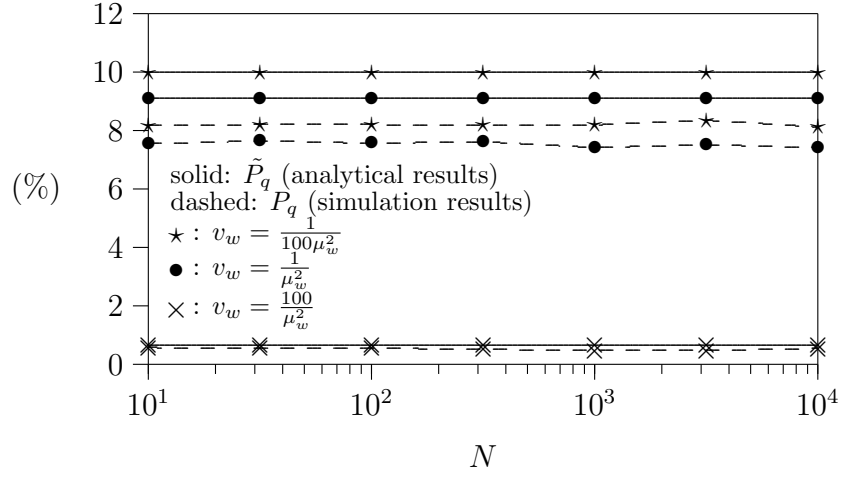 12
10
8
6
4
2
0
(%)
solid: P̃_q (analytical results)
dashed: P_q (simulation results)
★ : v_w = 1/(100μ_w^2)
● : v_w = 1/μ_w^2
× : v_w = 100/μ_w^2
10^1 10^2 10^3 10^4
N